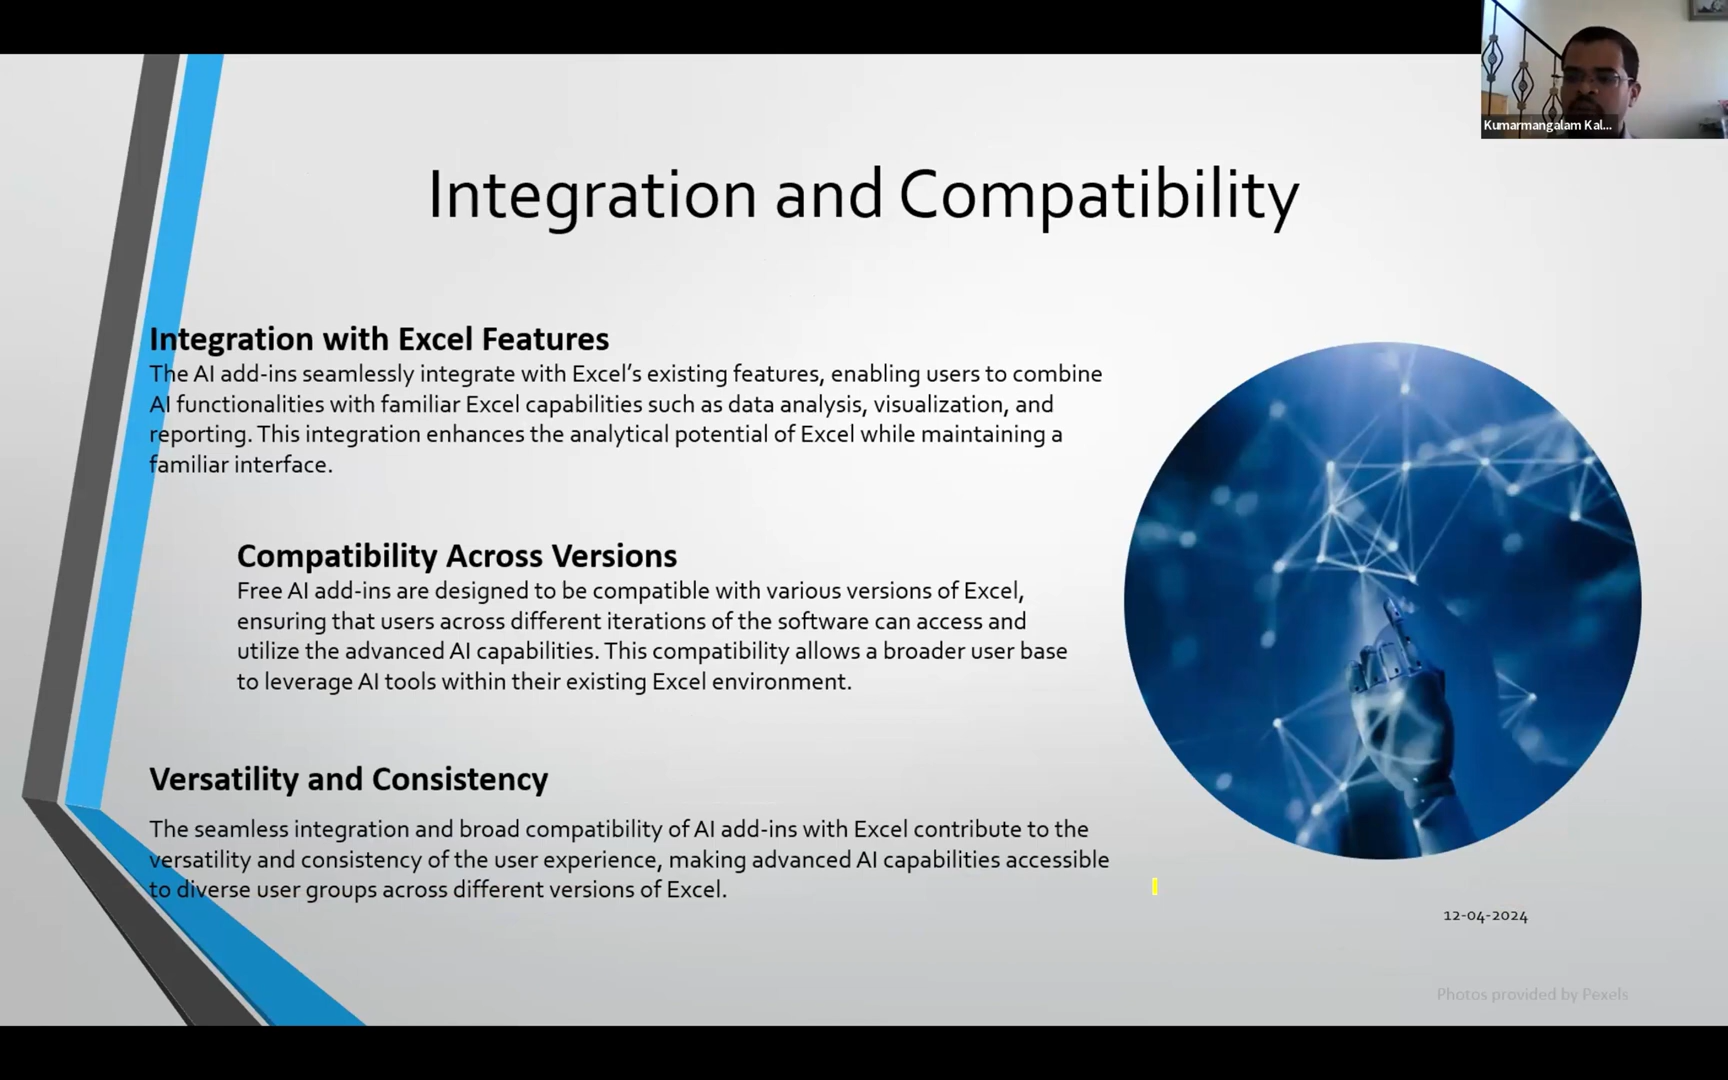 Kumarmangalam Kal...
Integration and Compatibility
Integration with Excel Features
The AI add-ins seamlessly integrate with Excel’s existing features, enabling users to combine
AI functionalities with familiar Excel capabilities such as data analysis, visualization, and
reporting. This integration enhances the analytical potential of Excel while maintaining a
familiar interface.
Compatibility Across Versions
Free AI add-ins are designed to be compatible with various versions of Excel,
ensuring that users across different iterations of the software can access and
utilize the advanced AI capabilities. This compatibility allows a broader user base
to leverage AI tools within their existing Excel environment.
Versatility and Consistency
The seamless integration and broad compatibility of AI add-ins with Excel contribute to the
versatility and consistency of the user experience, making advanced AI capabilities accessible
to diverse user groups across different versions of Excel.
12-04-2024
Photos provided by Pexels